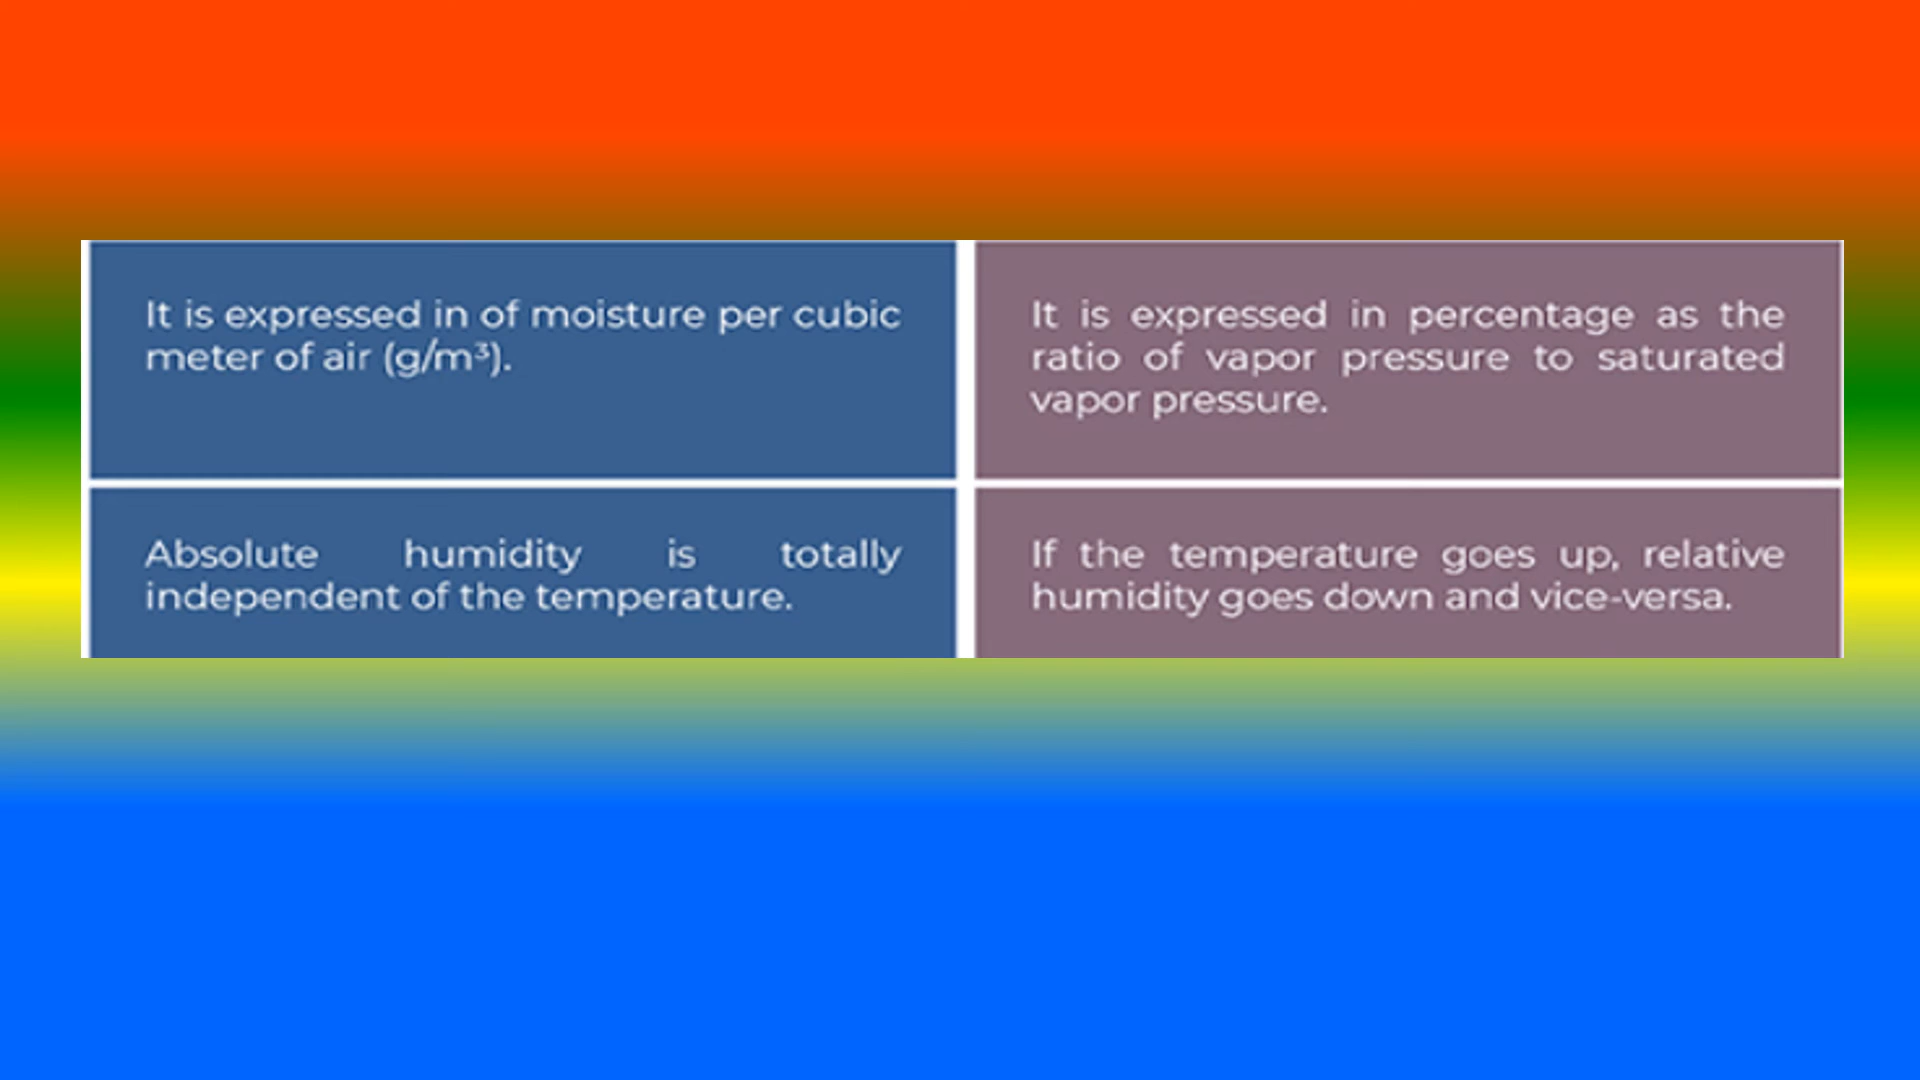 It is expressed in of moisture per cubic
meter of air (g/m³).
It is expressed in percentage as the
ratio of vapor pressure to saturated
vapor pressure.
Absolute humidity is totally
independent of the temperature.
If the temperature goes up, relative
humidity goes down and vice-versa.